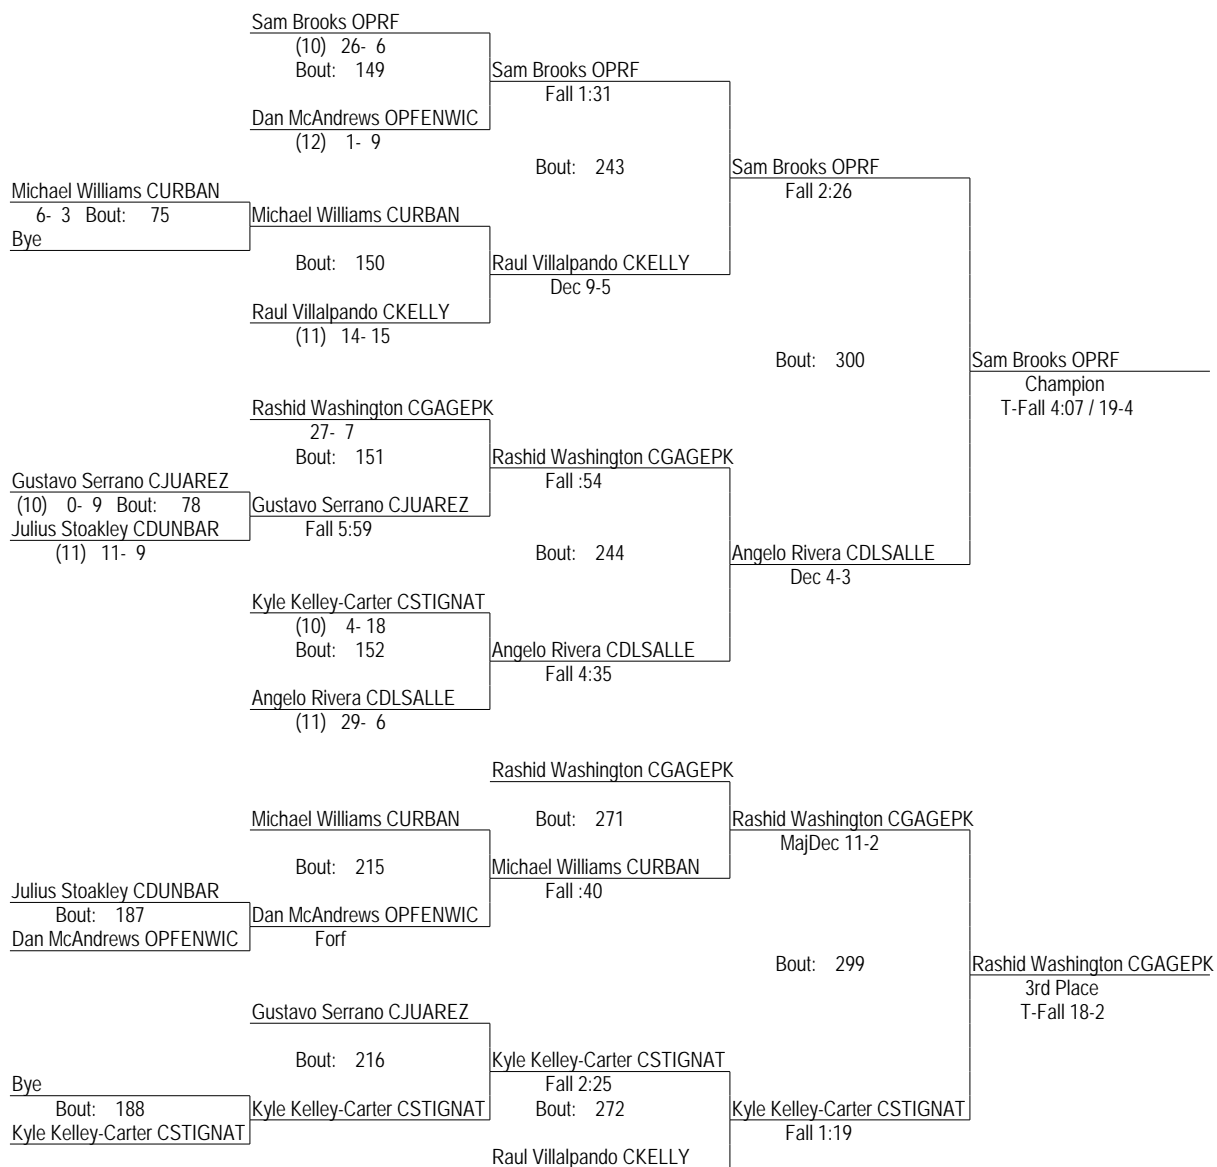 Sam Brooks OPRF
(10) 26- 6
Bout: 149
Sam Brooks OPRF
Fall 1:31
Dan McAndrews OPFENWIC
(12) 1- 9
Bout: 243
Sam Brooks OPRF
Fall 2:26
Michael Williams CURBAN
6- 3 Bout: 75
Michael Williams CURBAN
Bye
Bout: 150
Raul Villalpando CKELLY
Dec 9-5
Raul Villalpando CKELLY
(11) 14- 15
Bout: 300
Sam Brooks OPRF
Champion
T-Fall 4:07 / 19-4
Rashid Washington CGAGEPK
27- 7
Bout: 151
Rashid Washington CGAGEPK
Fall :54
Gustavo Serrano CJUAREZ
(10) 0- 9 Bout: 78
Gustavo Serrano CJUAREZ
Fall 5:59
Julius Stoakley CDUNBAR
(11) 11- 9
Bout: 244
Angelo Rivera CDLSALLE
Dec 4-3
Kyle Kelley-Carter CSTIGNAT
(10) 4- 18
Bout: 152
Angelo Rivera CDLSALLE
Fall 4:35
Angelo Rivera CDLSALLE
(11) 29- 6
Rashid Washington CGAGEPK
Michael Williams CURBAN
Bout: 271
Rashid Washington CGAGEPK
MajDec 11-2
Bout: 215
Michael Williams CURBAN
Fall :40
Julius Stoakley CDUNBAR
Bout: 187
Dan McAndrews OPFENWIC
Forf
Dan McAndrews OPFENWIC
Bout: 299
Rashid Washington CGAGEPK
3rd Place
T-Fall 18-2
Gustavo Serrano CJUAREZ
Bout: 216
Kyle Kelley-Carter CSTIGNAT
Fall 2:25
Bye
Bout: 188
Kyle Kelley-Carter CSTIGNAT
Bout: 272
Kyle Kelley-Carter CSTIGNAT
Fall 1:19
Kyle Kelley-Carter CSTIGNAT
Raul Villalpando CKELLY